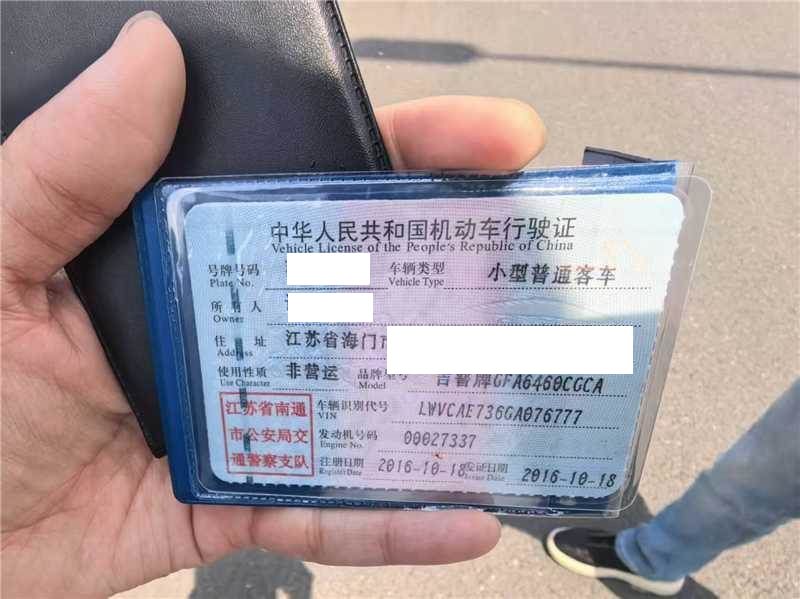 中华人民共和国机动车行驶证
Vehicle License of the People's Republic of China
号牌号码 车辆类型 小型普通客车
Plate No. Vehicle Type
所有人
Owner
住址 江苏省海门
Address
使用性质 非营运 品牌型号 牌GFA6460CGCA
Use Character Model
江苏省南通 车辆识别代号 LWVCAE736GA076777
VIN
市公安局交 发动机号码 00027337
Engine No.
通警察支队 注册日期 2016-10-18 发证日期 2016-10-18
Register Date Issue Date